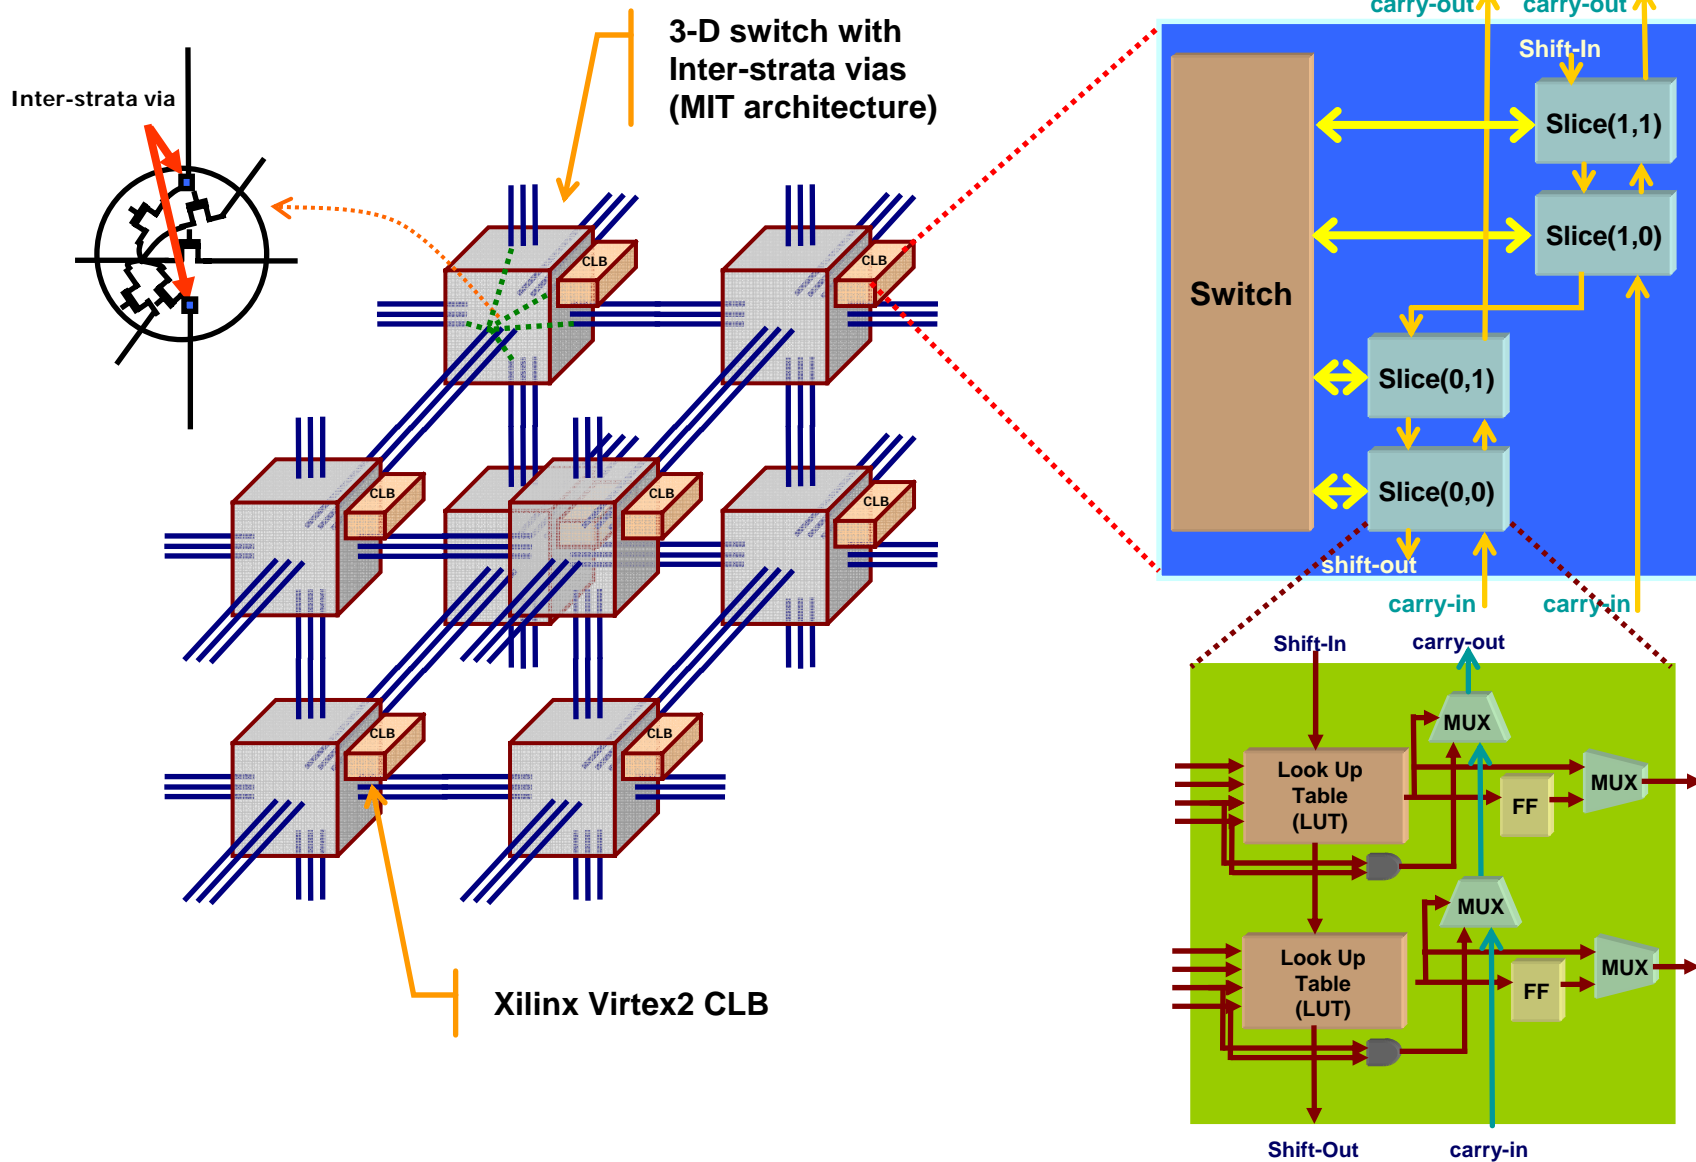 carry-out carry-out
3-D switch with
Inter-strata vias
(MIT architecture)
Inter-strata via
Shift-In
Slice(1,1)
Slice(1,0)
Switch
Slice(0,1)
Slice(0,0)
shift-out
carry-in carry-in
CLB
CLB
CLB
CLB
CLB
CLB
CLB
Xilinx Virtex2 CLB
Shift-In
carry-out
MUX
Look Up
Table
(LUT)
FF
MUX
MUX
Look Up
Table
(LUT)
FF
MUX
Shift-Out
carry-in